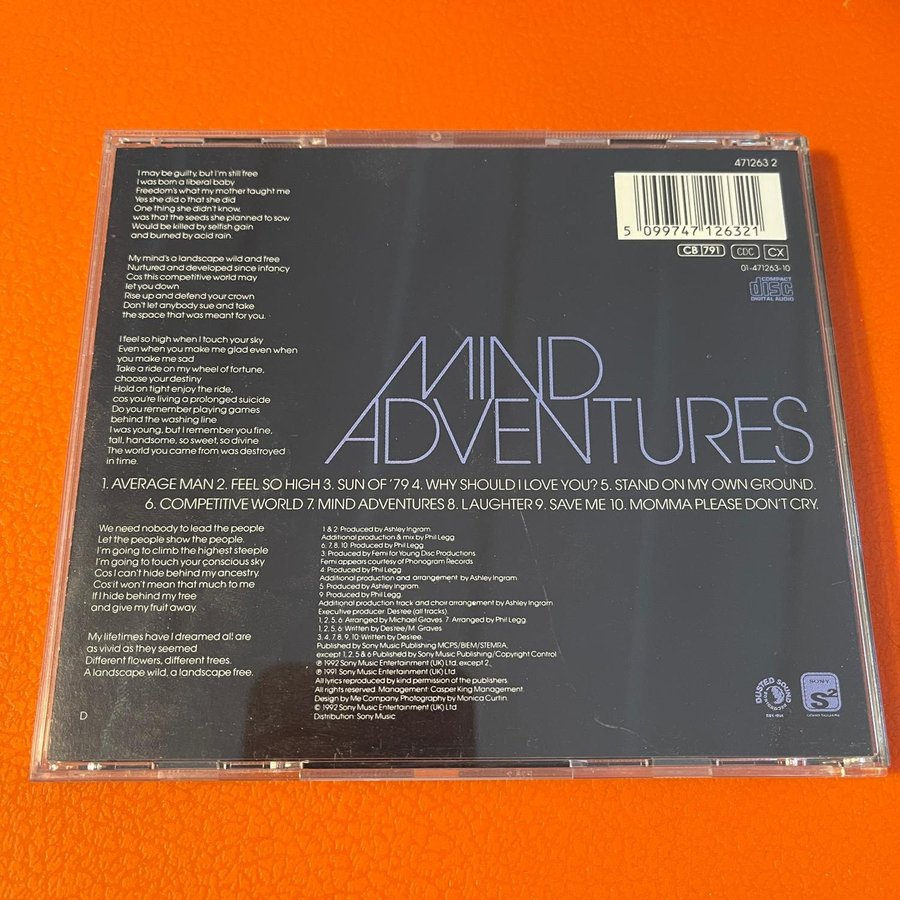 I may be guilty, but I'm still free
I was born a liberal baby
Freedom's what my mother taught me
Yes she did o that she did
One thing she didn't know,
was that the seeds she planned to sow
Would be killed by selfish gain
and burned by acid rain.
My mind's a landscape wild and free
Nurtured and developed since infancy
Cos this competitive world may
let you down
Rise up and defend your crown
Don't let anybody sue and take
the space that was meant for you.
I feel so high when I touch your sky
Even when you make me glad even when
you make me sad
Take a ride on my wheel of fortune,
choose your destiny
Hold on tight enjoy the ride,
cos you're living a prolonged suicide
Do you remember playing games
behind the washing line
I was young, but I remember you fine,
tall, handsome, so sweet, so divine
The world you came from was destroyed
in time.
471263 2
5 099747 126321
CB 791 CDC CX
01-471263-10
COMPACT
disc
DIGITAL AUDIO
MIND
ADVENTURES
1. AVERAGE MAN 2. FEEL SO HIGH 3. SUN OF '79 4. WHY SHOULD I LOVE YOU? 5. STAND ON MY OWN GROUND.
6. COMPETITIVE WORLD 7. MIND ADVENTURES 8. LAUGHTER 9. SAVE ME 10. MOMMA PLEASE DON'T CRY.
We need nobody to lead the people
Let the people show the people.
I'm going to climb the highest steeple
I'm going to touch your conscious sky
Cos I can't hide behind my ancestry.
Cos it won't mean that much to me
If I hide behind my tree
and give my fruit away.
My lifetimes have I dreamed all are
as vivid as they seemed
Different flowers, different trees.
A landscape wild, a landscape free.
D
1 & 2: Produced by Ashley Ingram.
Additional production & mix by Phil Legg
6, 7, 8, 10: Produced by Phil Legg
3: Produced by Femi for Young Disc Productions
Femi appears courtesy of Phonogram Records
4: Produced by Phil Legg
Additional production and arrangement by Ashley Ingram
5: Produced by Ashley Ingram.
9: Produced by Phil Legg.
Additional production track and choir arrangement by Ashley Ingram.
Executive producer: Des'ree (all tracks).
1, 2, 5, 6: Arranged by Michael Graves. 7: Arranged by Phil Legg
1, 2, 5, 6: Written by Des'ree/M. Graves
3, 4, 7, 8, 9, 10: Written by Des'ree.
Published by Sony Music Publishing MCPS/BIEM/STEMRA,
except 1, 2, 5 & 6 Published by Sony Music Publishing/Copyright Control.
℗ 1992 Sony Music Entertainment (UK) Ltd, except 2,
℗ 1991 Sony Music Entertainment (UK) Ltd.
All lyrics reproduced by kind permission of the publishers.
All rights reserved. Management: Casper King Management.
Design by Me Company. Photography by Monica Curtin.
© 1992 Sony Music Entertainment (UK) Ltd
Distribution: Sony Music
DUSTED SOUND
SONY
S2